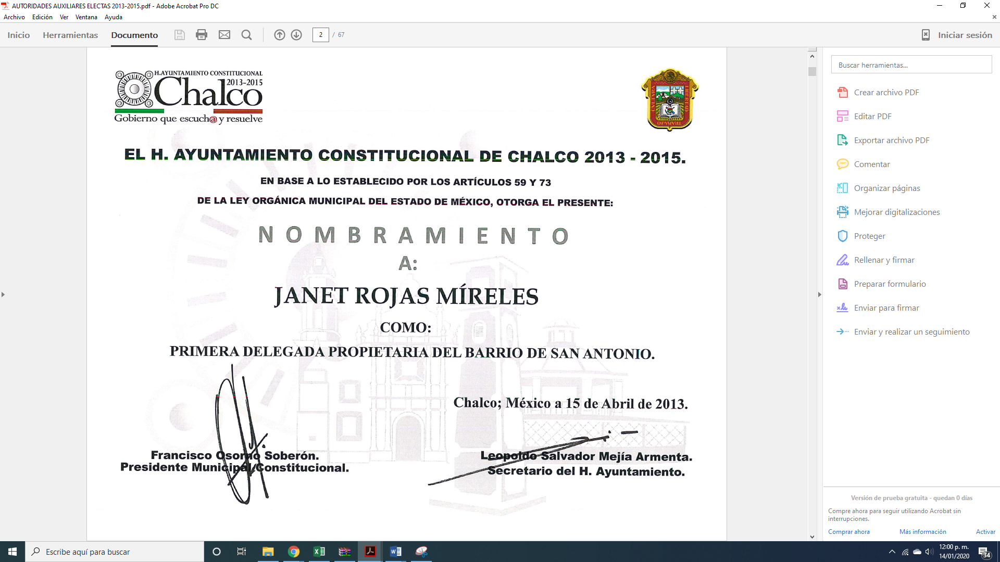 AUTORIDADES AUXILIARES ELECTAS 2013-2015.pdf - Adobe Acrobat Pro DC
Archivo Edición Ver Ventana Ayuda
Inicio Herramientas Documento 2 / 67 Iniciar sesión
H.AYUNTAMIENTO CONSTITUCIONAL
2013-2015
Chalco
Gobierno que escuch@ y resuelve
LIBERTAD
EL H. AYUNTAMIENTO CONSTITUCIONAL DE CHALCO 2013 - 2015.
EN BASE A LO ESTABLECIDO POR LOS ARTÍCULOS 59 Y 73
DE LA LEY ORGÁNICA MUNICIPAL DEL ESTADO DE MÉXICO, OTORGA EL PRESENTE:
NOMBRAMIENTO
A:
JANET ROJAS MÍRELES
COMO:
PRIMERA DELEGADA PROPIETARIA DEL BARRIO DE SAN ANTONIO.
Chalco; México a 15 de Abril de 2013.
Francisco Osorno Soberón.
Presidente Municipal Constitucional.
Leopoldo Salvador Mejía Armenta.
Secretario del H. Ayuntamiento.
Buscar herramientas...
Crear archivo PDF
Editar PDF
Exportar archivo PDF
Comentar
Organizar páginas
Mejorar digitalizaciones
Proteger
Rellenar y firmar
Preparar formulario
Enviar para firmar
Enviar y realizar un seguimiento
Versión de prueba gratuita - quedan 0 días
Compre ahora para seguir utilizando Acrobat sin
interrupciones.
Comprar ahora Más información Activar
Escribe aquí para buscar
12:00 p. m.
14/01/2020
34